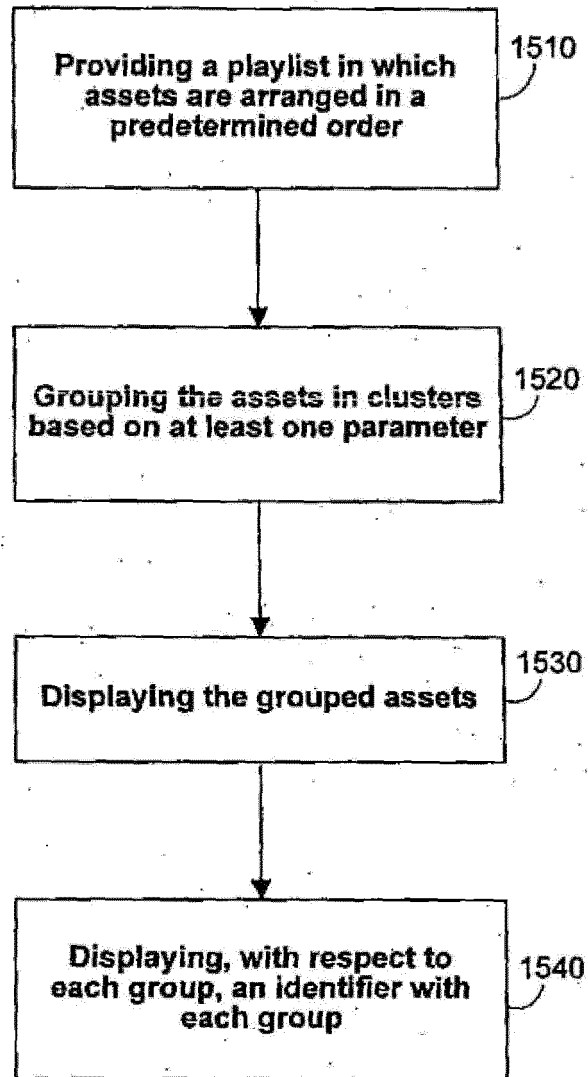 Providing a playlist in which
assets are arranged in a
predetermined order
1510
Grouping the assets in clusters
based on at least one parameter
1520
Displaying the grouped assets
1530
Displaying, with respect to
each group, an identifier with
each group
1540